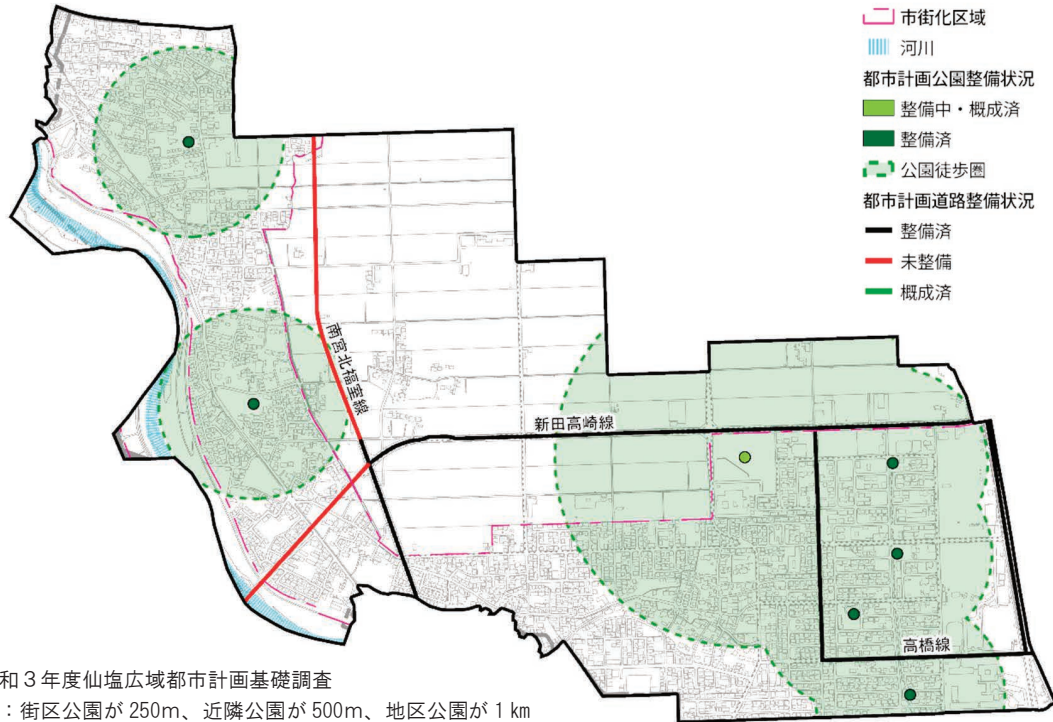 市街化区域
河川
都市計画公園整備状況
整備中・概成済
整備済
公園徒歩圏
都市計画道路整備状況
整備済
未整備
概成済
南宮北福室線
新田高崎線
高橋線
和３年度仙塩広域都市計画基礎調査
：街区公園が 250m、近隣公園が 500m、地区公園が 1 km